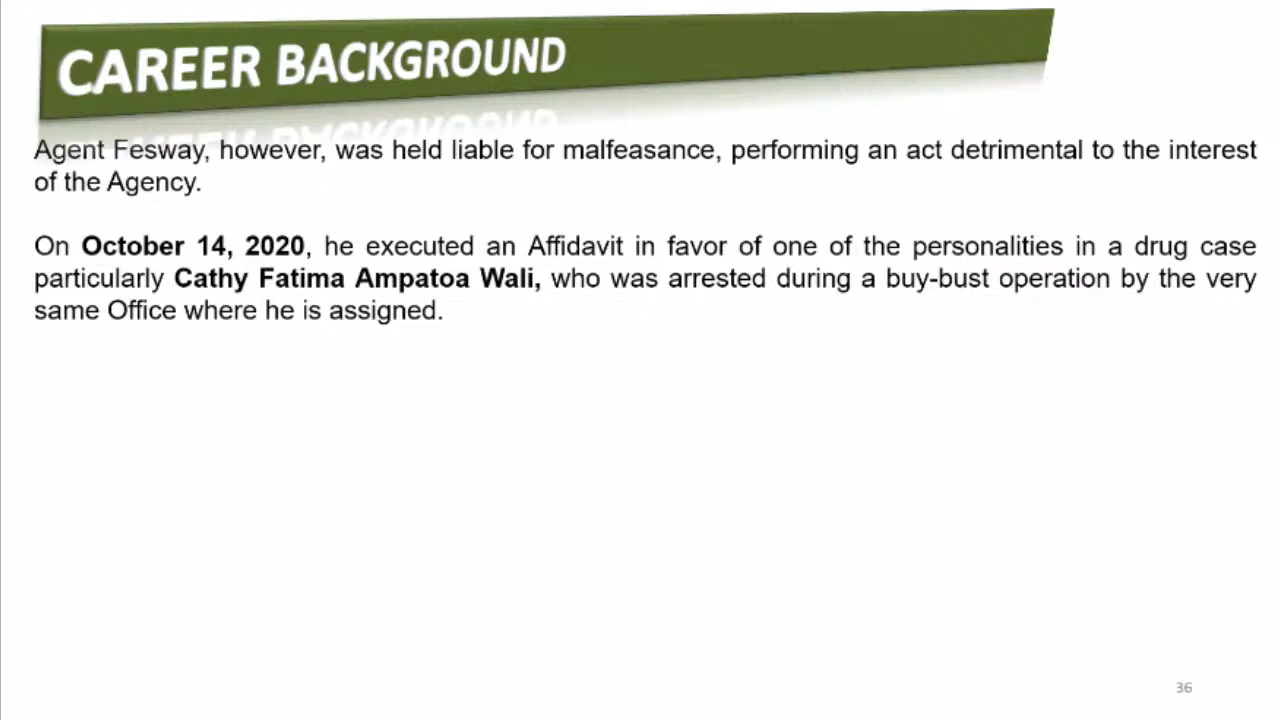 CAREER BACKGROUND
Agent Fesway, however, was held liable for malfeasance, performing an act detrimental to the interest
of the Agency.
On October 14, 2020, he executed an Affidavit in favor of one of the personalities in a drug case
particularly Cathy Fatima Ampatoa Wali, who was arrested during a buy-bust operation by the very
same Office where he is assigned.
36